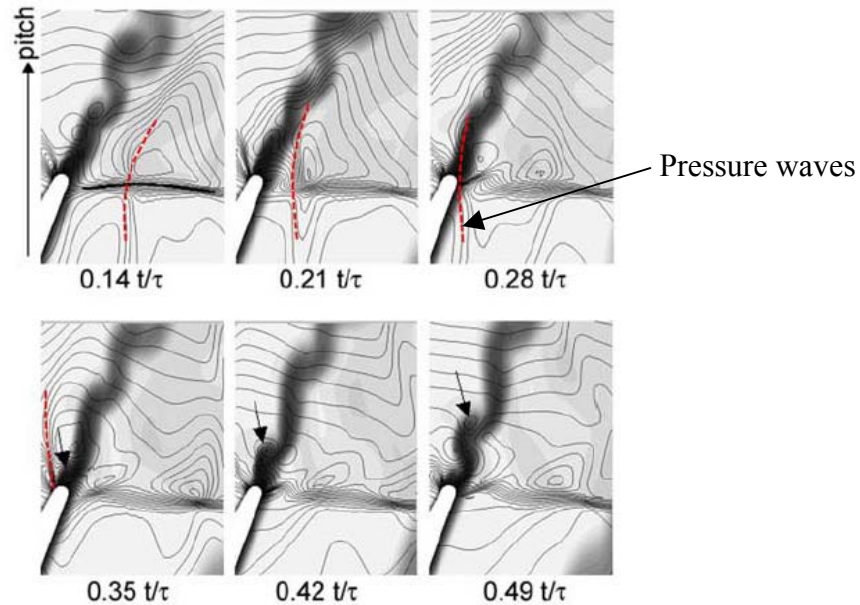 pitch
Pressure waves
0.14 t/τ
0.21 t/τ
0.28 t/τ
0.35 t/τ
0.42 t/τ
0.49 t/τ